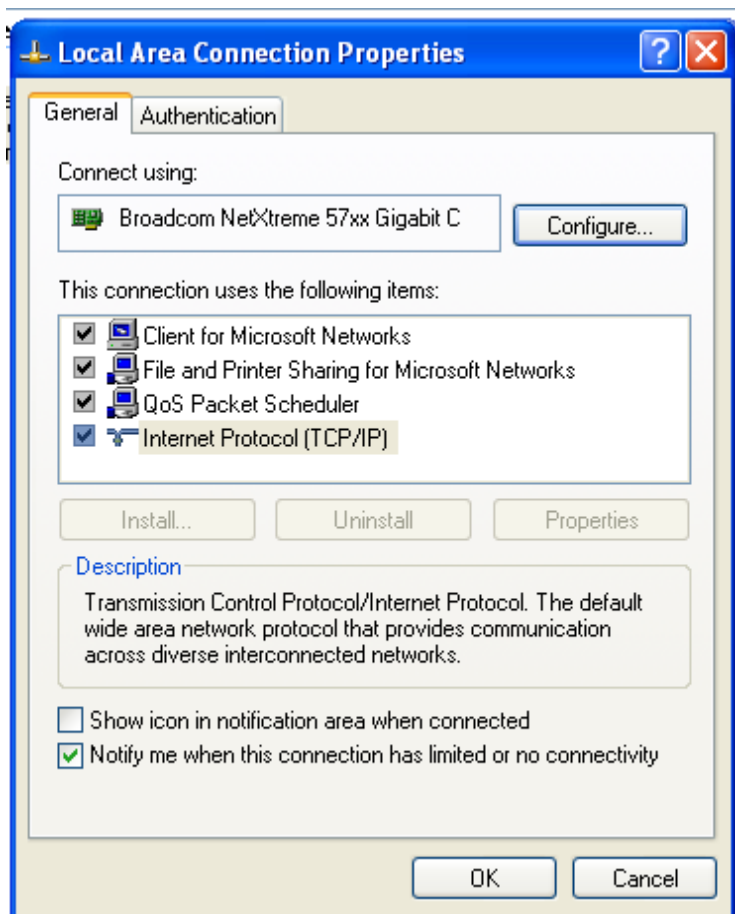 Local Area Connection Properties
General
Authentication
Connect using:
Broadcom NetXtreme 57xx Gigabit C
Configure...
This connection uses the following items:
Client for Microsoft Networks
File and Printer Sharing for Microsoft Networks
QoS Packet Scheduler
Internet Protocol (TCP/IP)
Install...
Uninstall
Properties
Description
Transmission Control Protocol/Internet Protocol. The default
wide area network protocol that provides communication
across diverse interconnected networks.
Show icon in notification area when connected
Notify me when this connection has limited or no connectivity
OK
Cancel